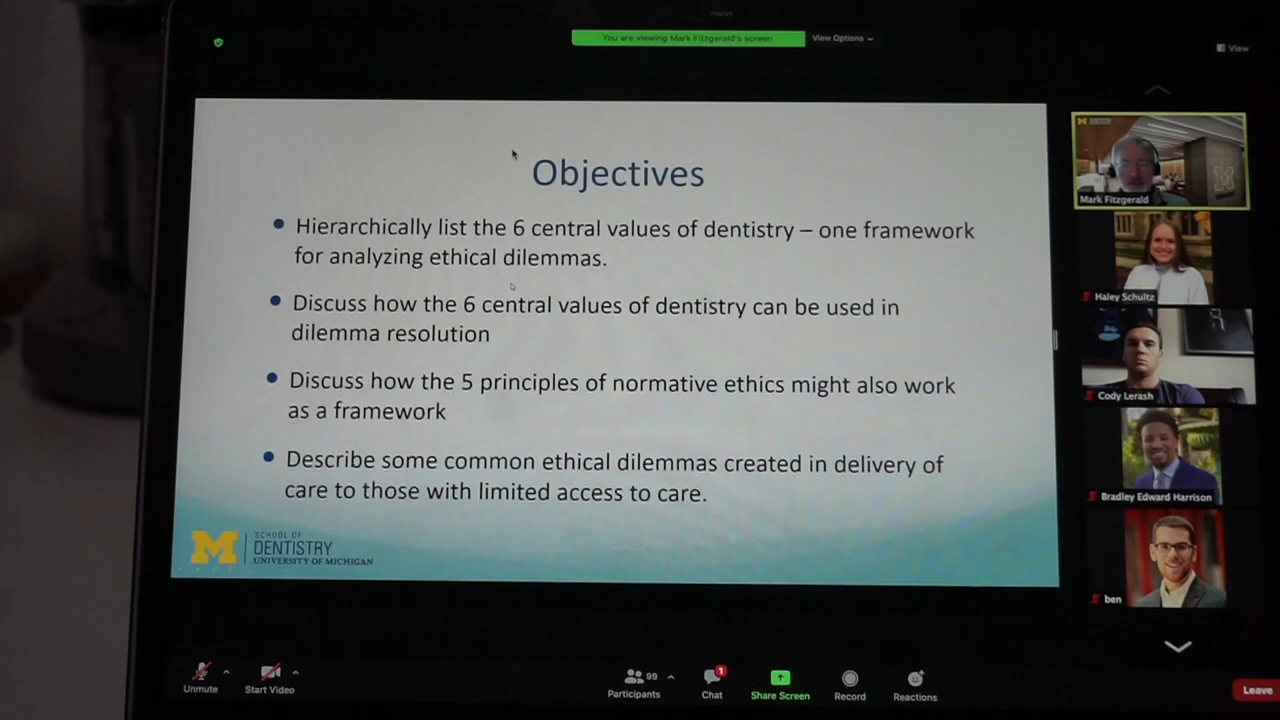 You are viewing Mark Fitzgerald's screen
View Options
View
Objectives
Hierarchically list the 6 central values of dentistry – one framework
for analyzing ethical dilemmas.
Discuss how the 6 central values of dentistry can be used in
dilemma resolution
Discuss how the 5 principles of normative ethics might also work
as a framework
Describe some common ethical dilemmas created in delivery of
care to those with limited access to care.
M
SCHOOL OF
DENTISTRY
UNIVERSITY OF MICHIGAN
M
Mark Fitzgerald
Haley Schultz
Cody Lerash
Bradley Edward Harrison
ben
Unmute
Start Video
99
Participants
1
Chat
Share Screen
Record
Reactions
Leave